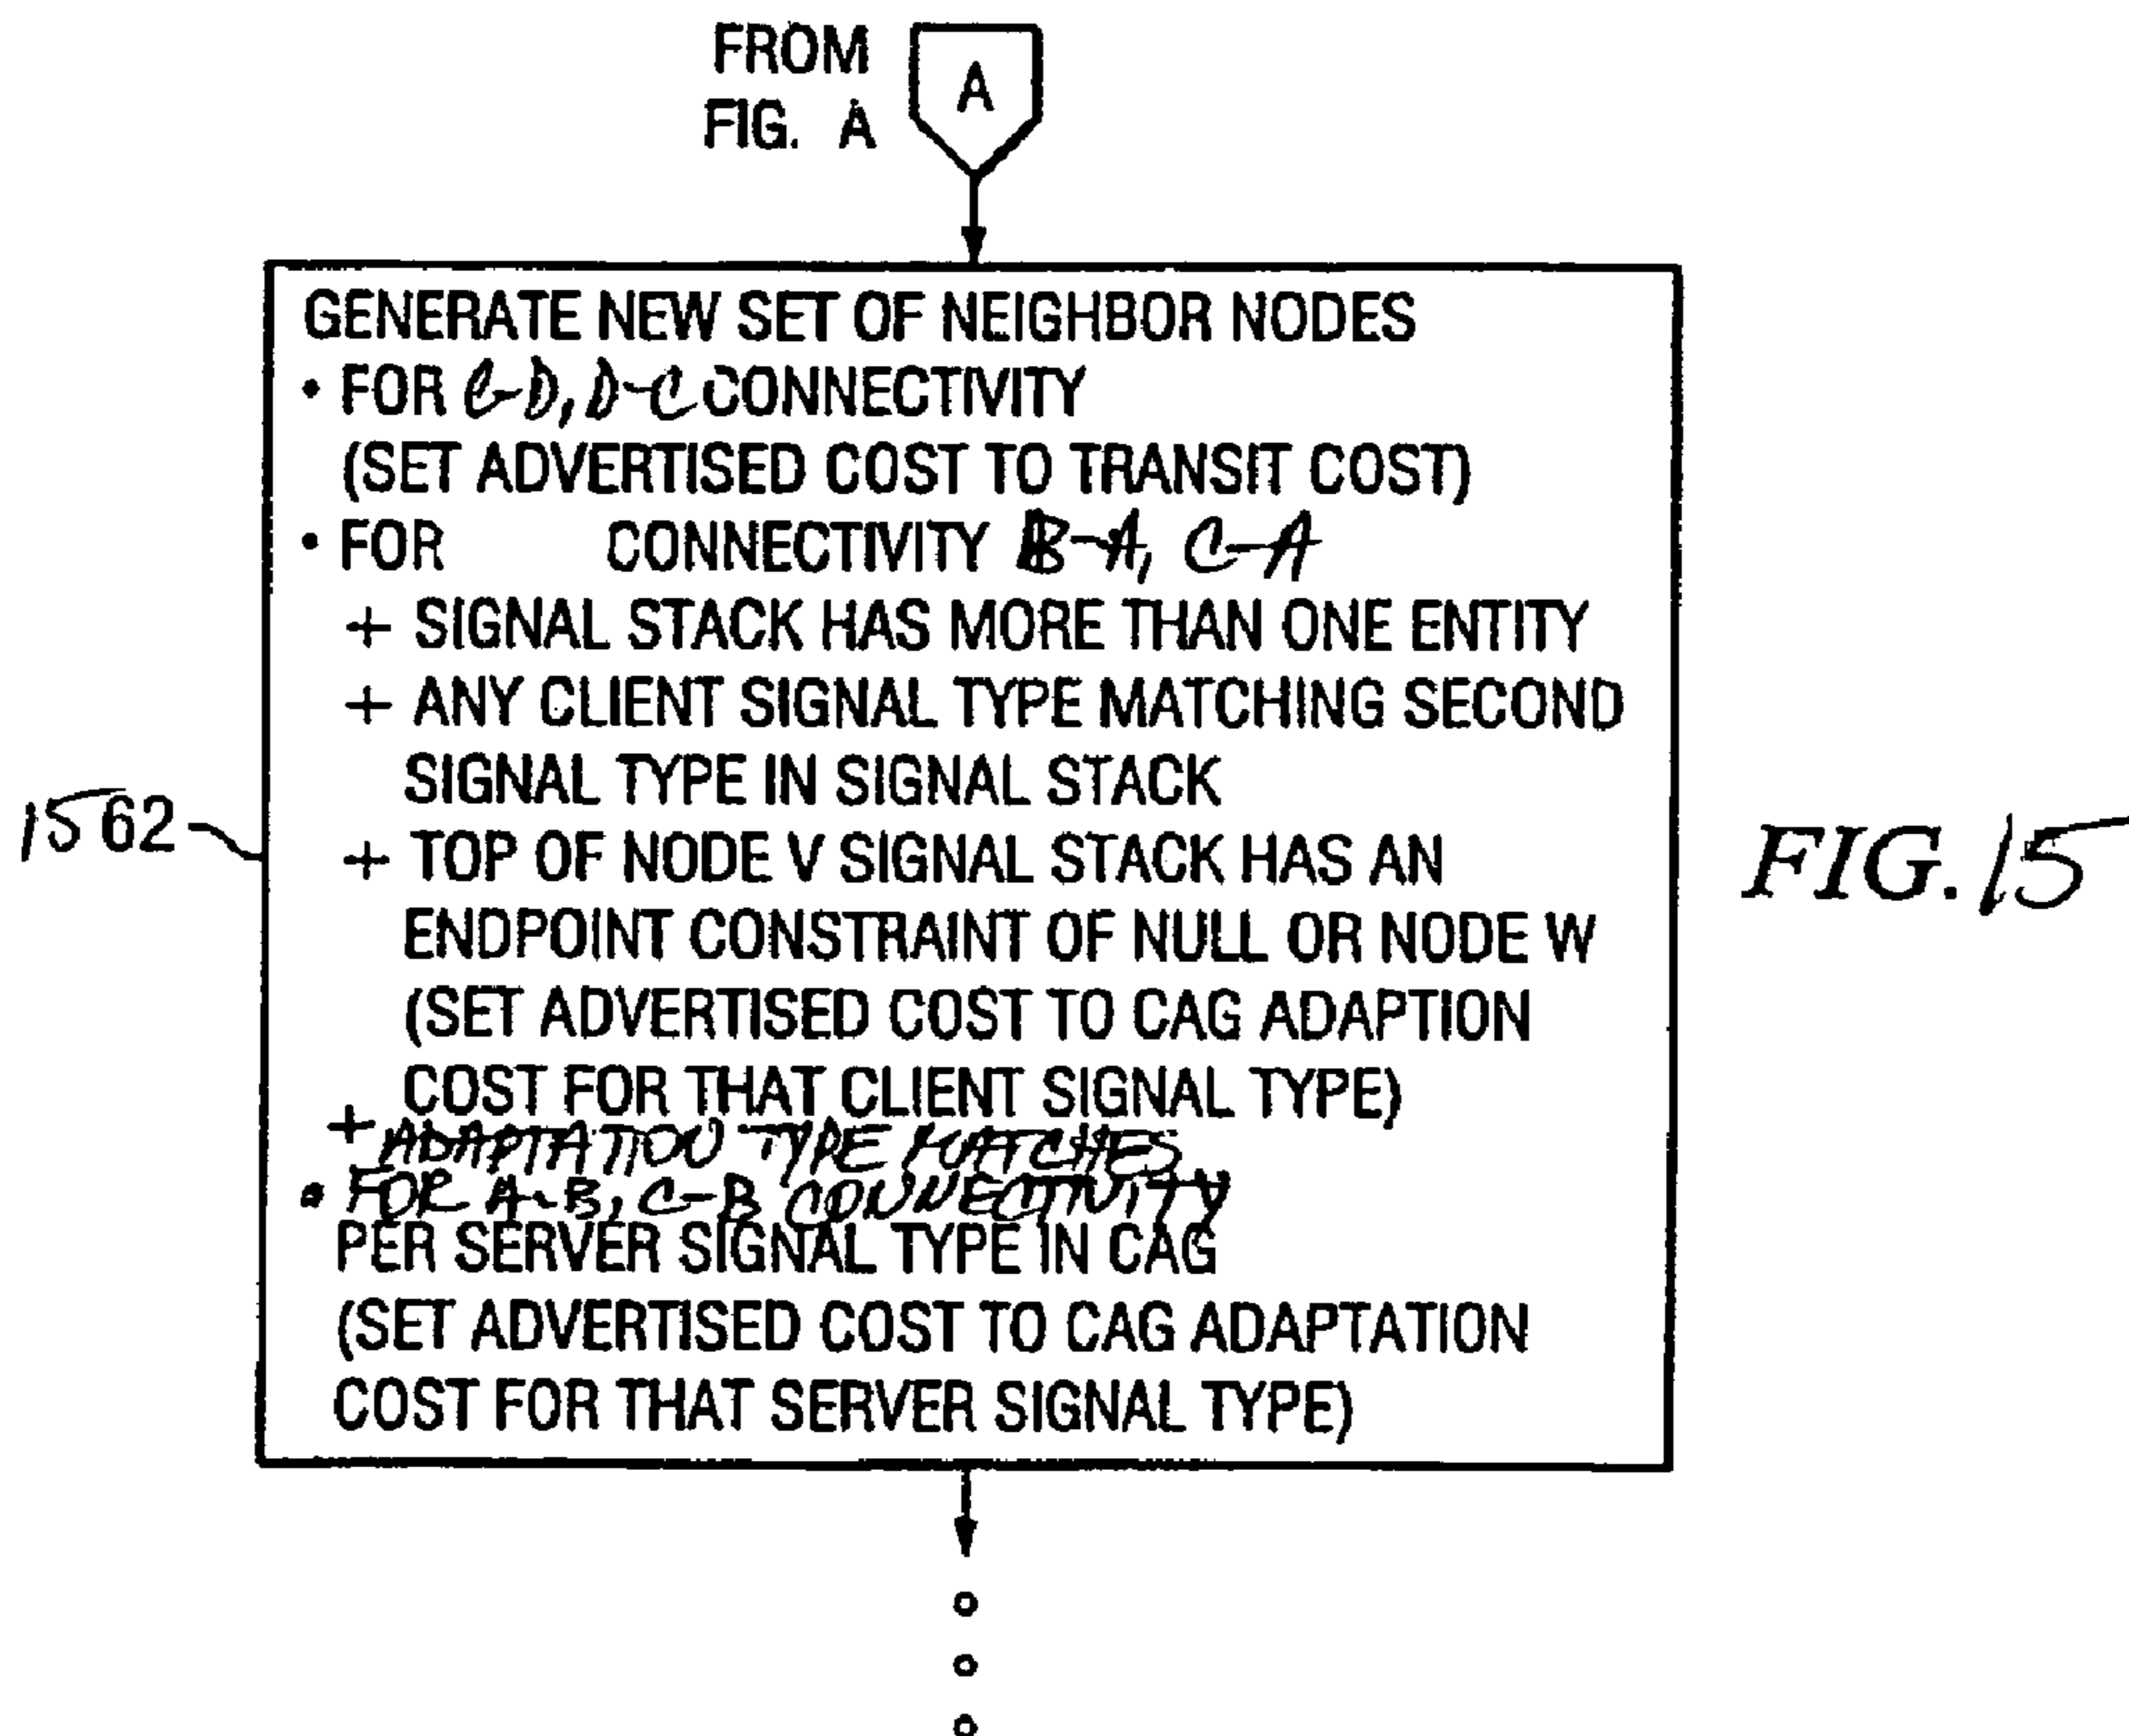 FROM
FIG. A
A
GENERATE NEW SET OF NEIGHBOR NODES
• FOR C-D, D-C CONNECTIVITY
(SET ADVERTISED COST TO TRANSIT COST)
• FOR CONNECTIVITY B-A, C-A
+ SIGNAL STACK HAS MORE THAN ONE ENTITY
+ ANY CLIENT SIGNAL TYPE MATCHING SECOND
SIGNAL TYPE IN SIGNAL STACK
+ TOP OF NODE V SIGNAL STACK HAS AN
ENDPOINT CONSTRAINT OF NULL OR NODE W
(SET ADVERTISED COST TO CAG ADAPTION
COST FOR THAT CLIENT SIGNAL TYPE)
+ ADAPTATION TYPE MATCHES
• FOR A-B, C-B CONNECTIVITY
PER SERVER SIGNAL TYPE IN CAG
(SET ADVERTISED COST TO CAG ADAPTATION
COST FOR THAT SERVER SIGNAL TYPE)
1562
FIG. 15